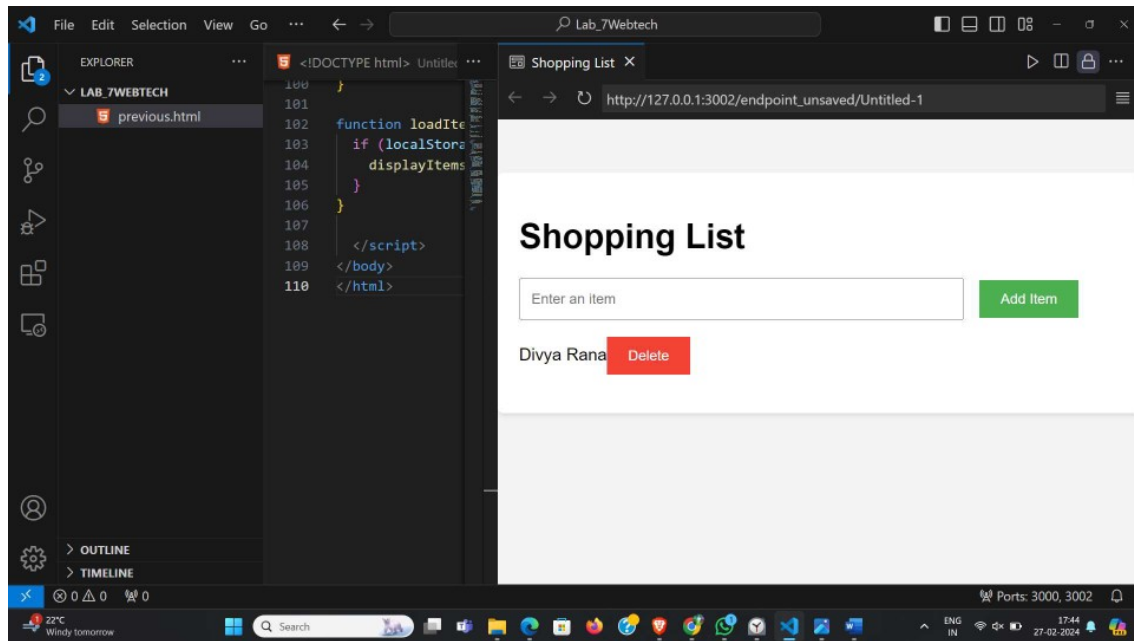 File Edit Selection View Go ··· Lab_7Webtech
EXPLORER ···
LAB_7WEBTECH
previous.html
2
<!DOCTYPE html> Untitled ···
100 }
101
102 function loadIte
103 if (localStora
104 displayItems
105 }
106 }
107
108 </script>
109 </body>
110 </html>
Shopping List
http://127.0.0.1:3002/endpoint_unsaved/Untitled-1
Shopping List
Enter an item
Add Item
Divya Rana
Delete
OUTLINE
TIMELINE
0 0 0
Ports: 3000, 3002
22°C
Windy tomorrow
Search
ENG
IN
17:44
27-02-2024